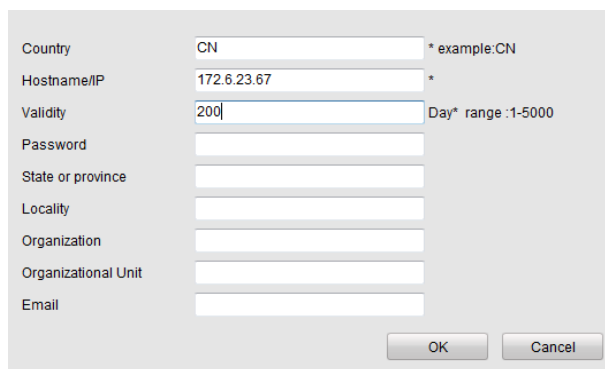 Country CN * example:CN
Hostname/IP 172.6.23.67 *
Validity 200 Day* range :1-5000
Password
State or province
Locality
Organization
Organizational Unit
Email
OK Cancel